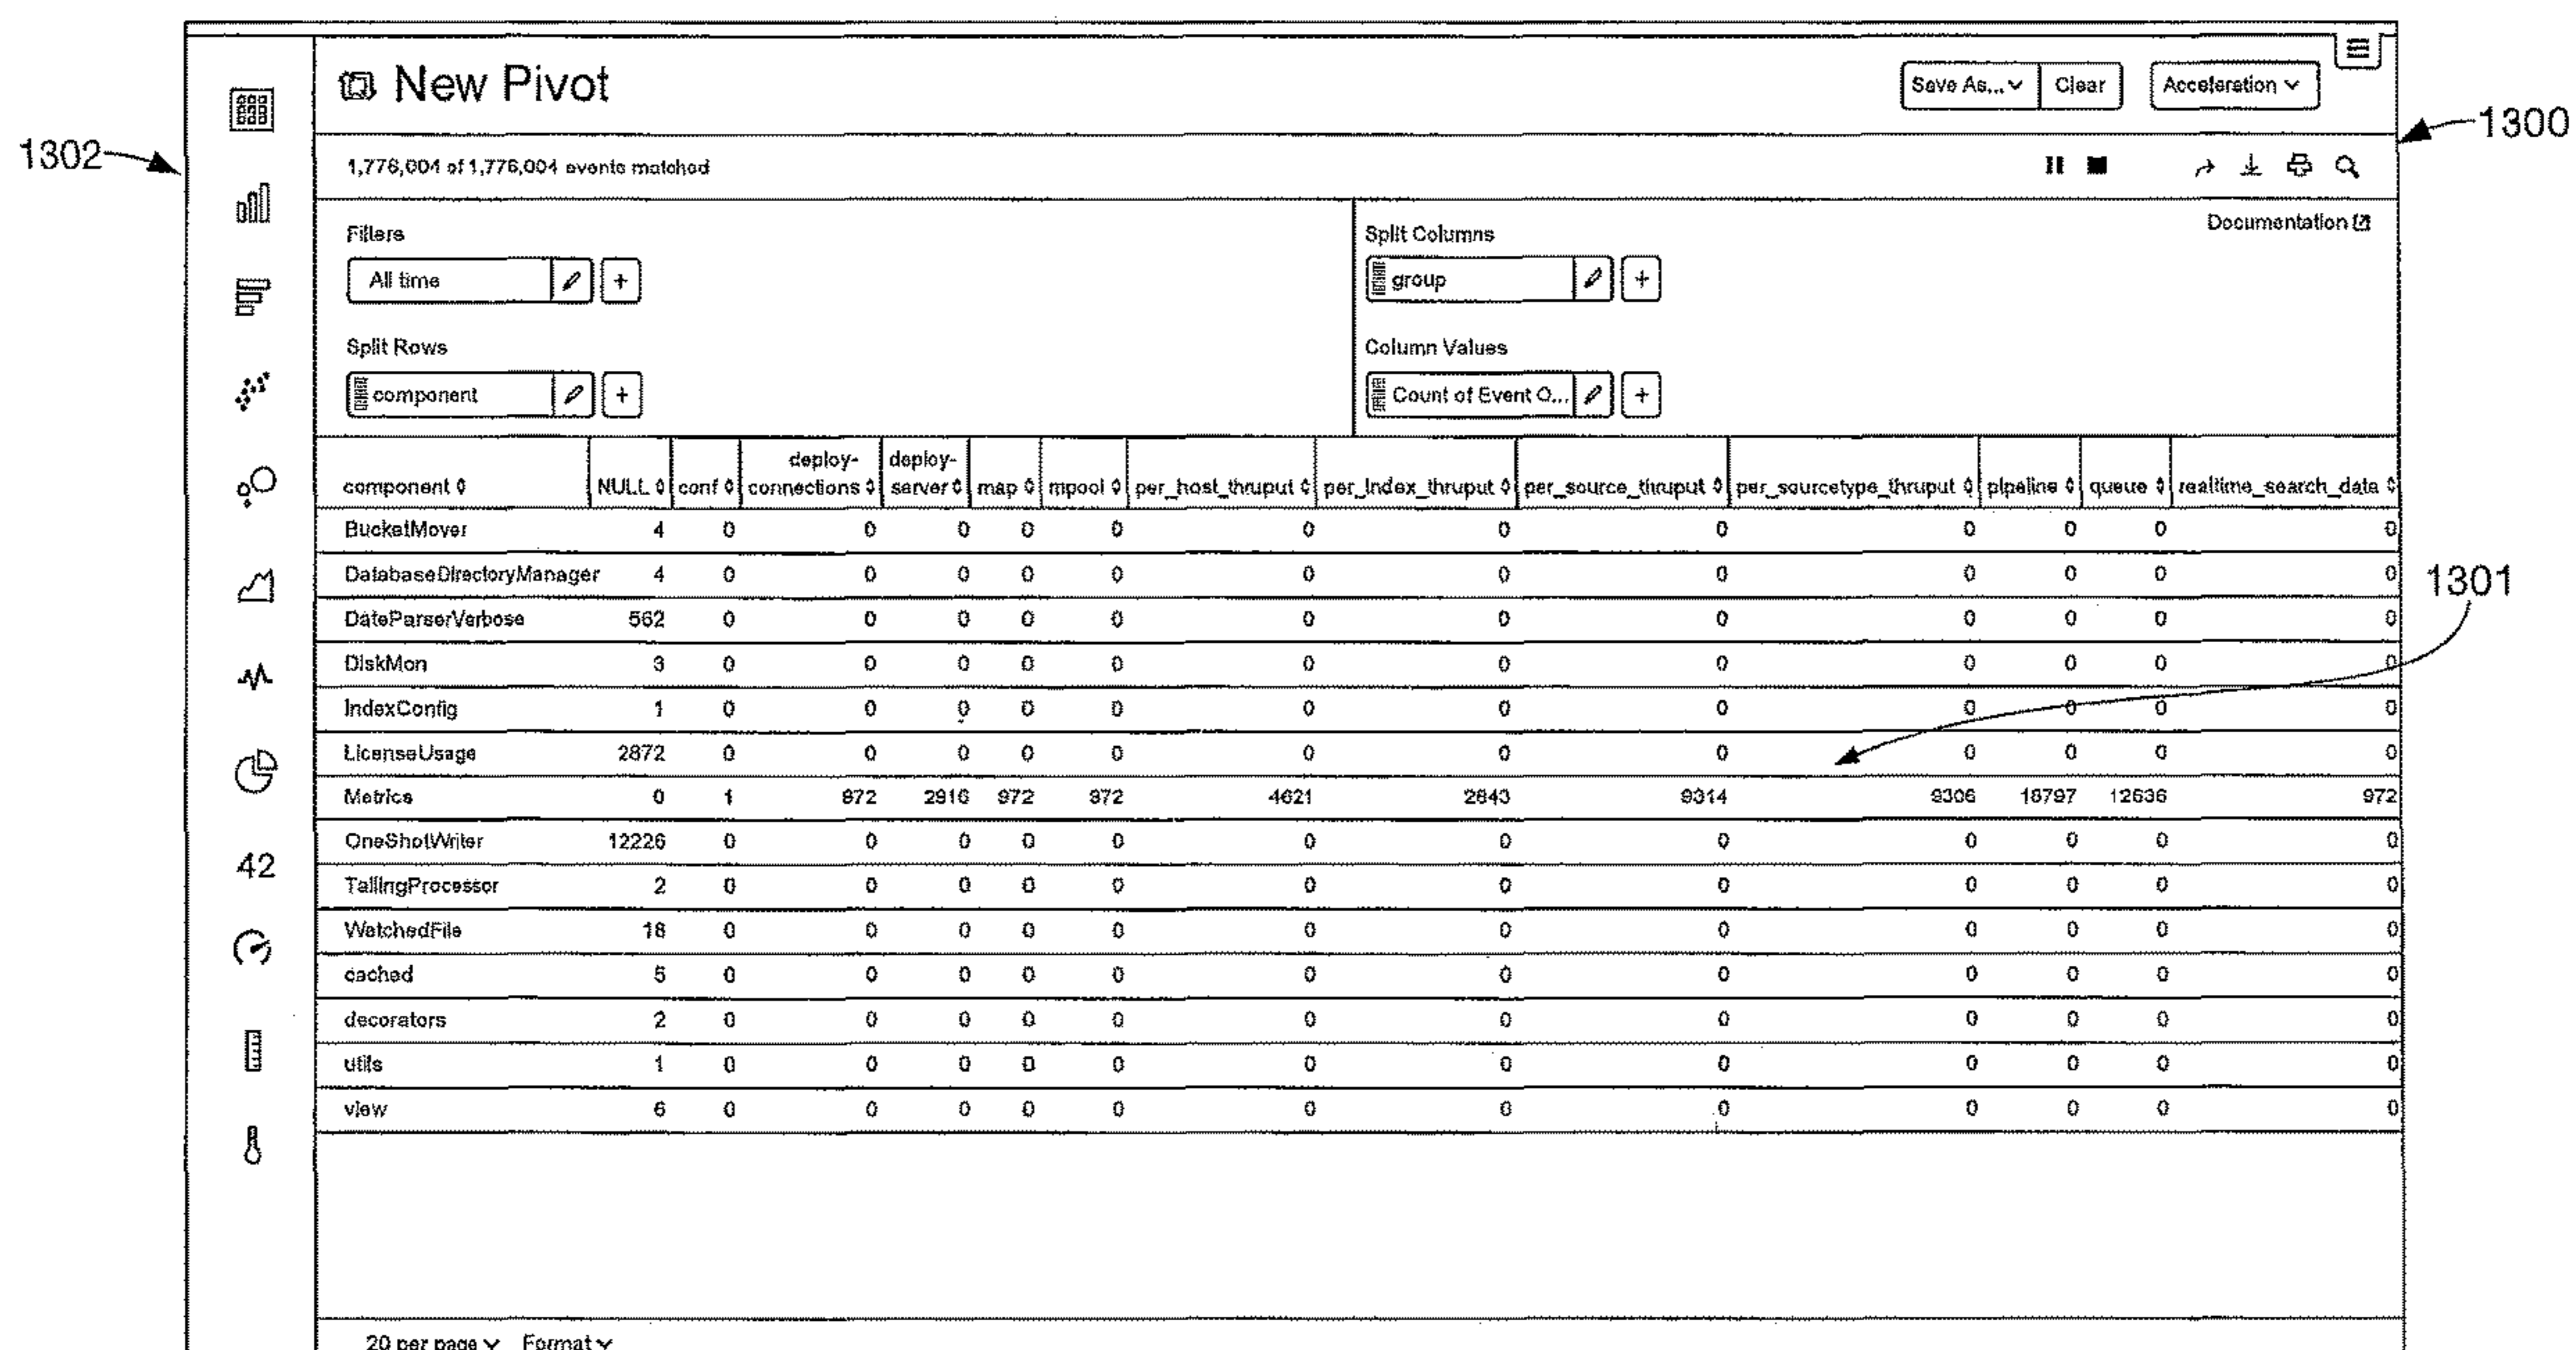 New Pivot
Save As... Clear Acceleration
1300
1302
1,776,004 of 1,776,004 events matched
Documentation
Filters
Split Columns
All time
+
group
+
Split Rows
Column Values
component
+
Count of Event O...
+
component NULL conf deploy-connections deploy-server map mpool per_host_thruput per_index_thruput per_source_thruput per_sourcetype_thruput pipeline queue realtime_search_data
BucketMover 4 0 0 0 0 0 0 0 0 0 0 0 0
DatabaseDirectoryManager 4 0 0 0 0 0 0 0 0 0 0 0 0
1301
DateParserVerbose 562 0 0 0 0 0 0 0 0 0 0 0 0
DiskMon 3 0 0 0 0 0 0 0 0 0 0 0 0
IndexConfig 1 0 0 0 0 0 0 0 0 0 0 0 0
LicenseUsage 2872 0 0 0 0 0 0 0 0 0 0 0 0
Metrics 0 1 972 2916 972 972 4621 2843 9314 9306 18797 12636 972
OneShotWriter 12226 0 0 0 0 0 0 0 0 0 0 0 0
42
TailingProcessor 2 0 0 0 0 0 0 0 0 0 0 0 0
WatchedFile 18 0 0 0 0 0 0 0 0 0 0 0 0
cached 5 0 0 0 0 0 0 0 0 0 0 0 0
decorators 2 0 0 0 0 0 0 0 0 0 0 0 0
utils 1 0 0 0 0 0 0 0 0 0 0 0 0
view 6 0 0 0 0 0 0 0 0 0 0 0 0
20 per page Format